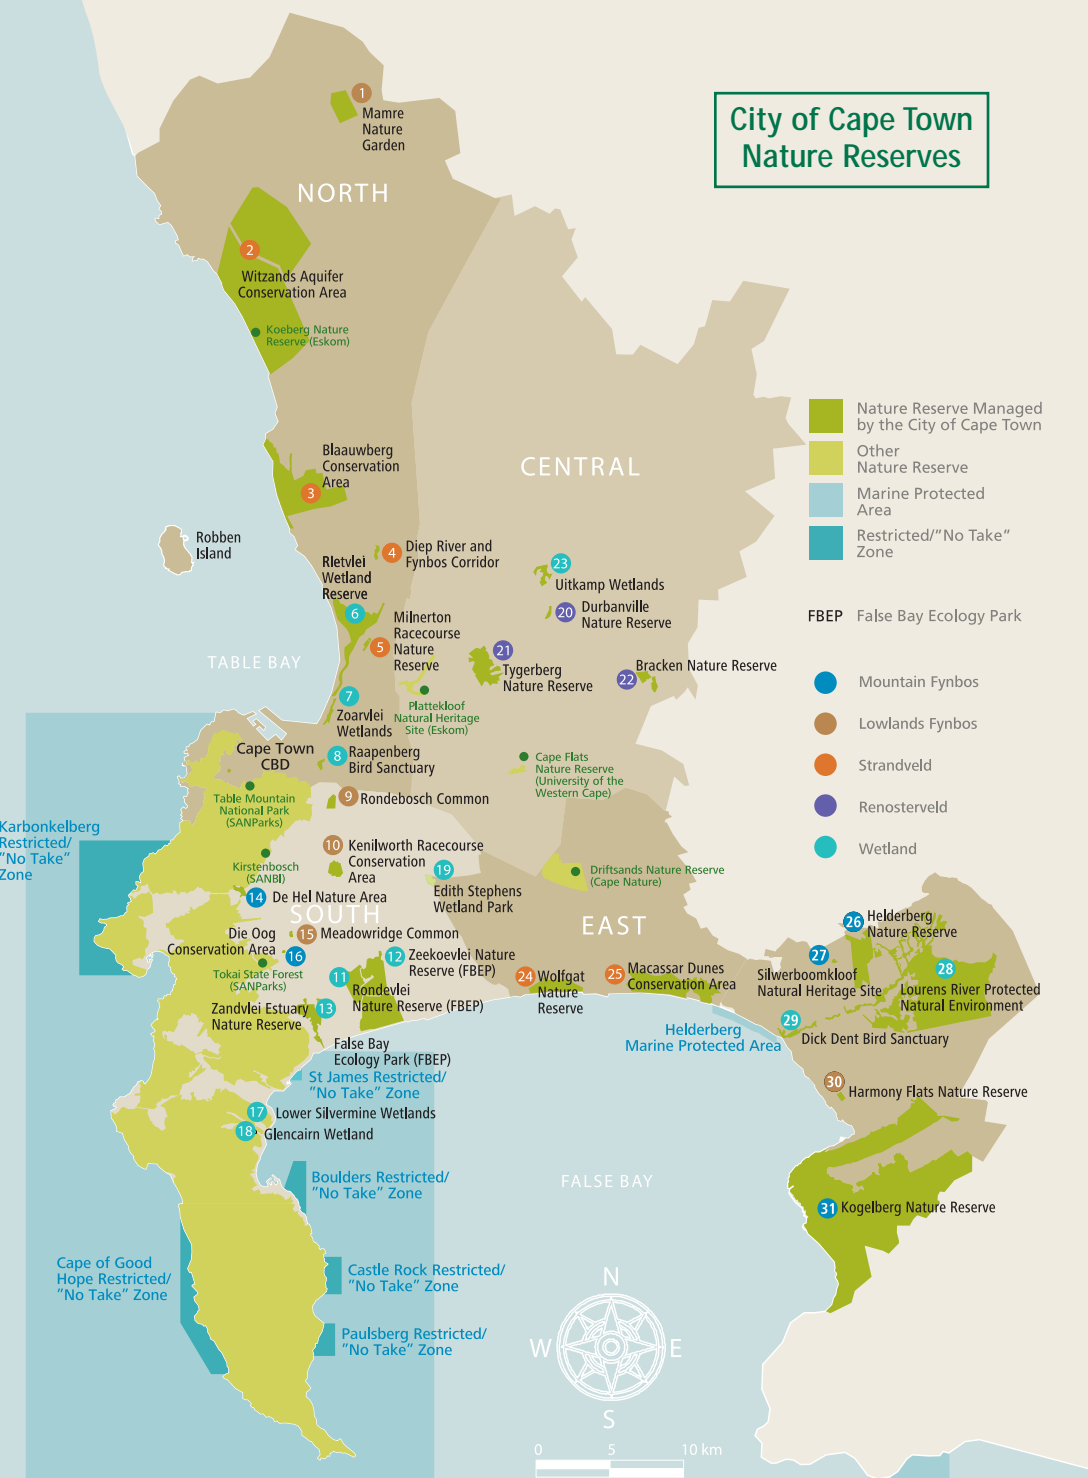 City of Cape Town
Nature Reserves
1
Mamre
Nature
Garden
NORTH
2
Witzands Aquifer
Conservation Area
Koeberg Nature
Reserve (Eskom)
Blaauwberg
Conservation
Area
3
CENTRAL
Nature Reserve Managed
by the City of Cape Town
Other
Nature Reserve
Marine Protected
Area
Restricted/"No Take"
Zone
FBEP False Bay Ecology Park
Mountain Fynbos
Lowlands Fynbos
Strandveld
Renosterveld
Wetland
Robben
Island
4
Diep River and
Fynbos Corridor
RIetvlei
Wetland
Reserve
6
23
Uitkamp Wetlands
20
Durbanville
Nature Reserve
Milnerton
Racecourse
Nature
Reserve
5
21
Tygerberg
Nature Reserve
22
Bracken Nature Reserve
TABLE BAY
7
Zoarvlei
Wetlands
Plattekloof
Natural Heritage
Site (Eskom)
Cape Town
CBD
8
Raapenberg
Bird Sanctuary
Cape Flats
Nature Reserve
(University of the
Western Cape)
Table Mountain
National Park
(SANParks)
9
Rondebosch Common
Karbonkelberg
Restricted/
"No Take"
Zone
10
Kenilworth Racecourse
Conservation
Area
Kirstenbosch
(SANBI)
19
Edith Stephens
Wetland Park
Driftsands Nature Reserve
(Cape Nature)
14
De Hel Nature Area
SOUTH
EAST
Die Oog
Conservation Area
15
Meadowridge Common
16
12
Zeekoevlei Nature
Reserve (FBEP)
Tokai State Forest
(SANParks)
11
Rondevlei
Nature Reserve (FBEP)
24
Wolfgat
Nature
Reserve
25
Macassar Dunes
Conservation Area
26
Helderberg
Nature Reserve
27
Silwerboomkloof
Natural Heritage Site
28
Lourens River Protected
Natural Environment
Zandvlei Estuary
Nature Reserve
13
29
Dick Dent Bird Sanctuary
Helderberg
Marine Protected Area
False Bay
Ecology Park (FBEP)
St James Restricted/
"No Take" Zone
30
Harmony Flats Nature Reserve
17
Lower Silvermine Wetlands
18
Glencairn Wetland
Boulders Restricted/
"No Take" Zone
FALSE BAY
31
Kogelberg Nature Reserve
Cape of Good
Hope Restricted/
"No Take" Zone
Castle Rock Restricted/
"No Take" Zone
Paulsberg Restricted/
"No Take" Zone
N
W
E
S
0 5 10 km